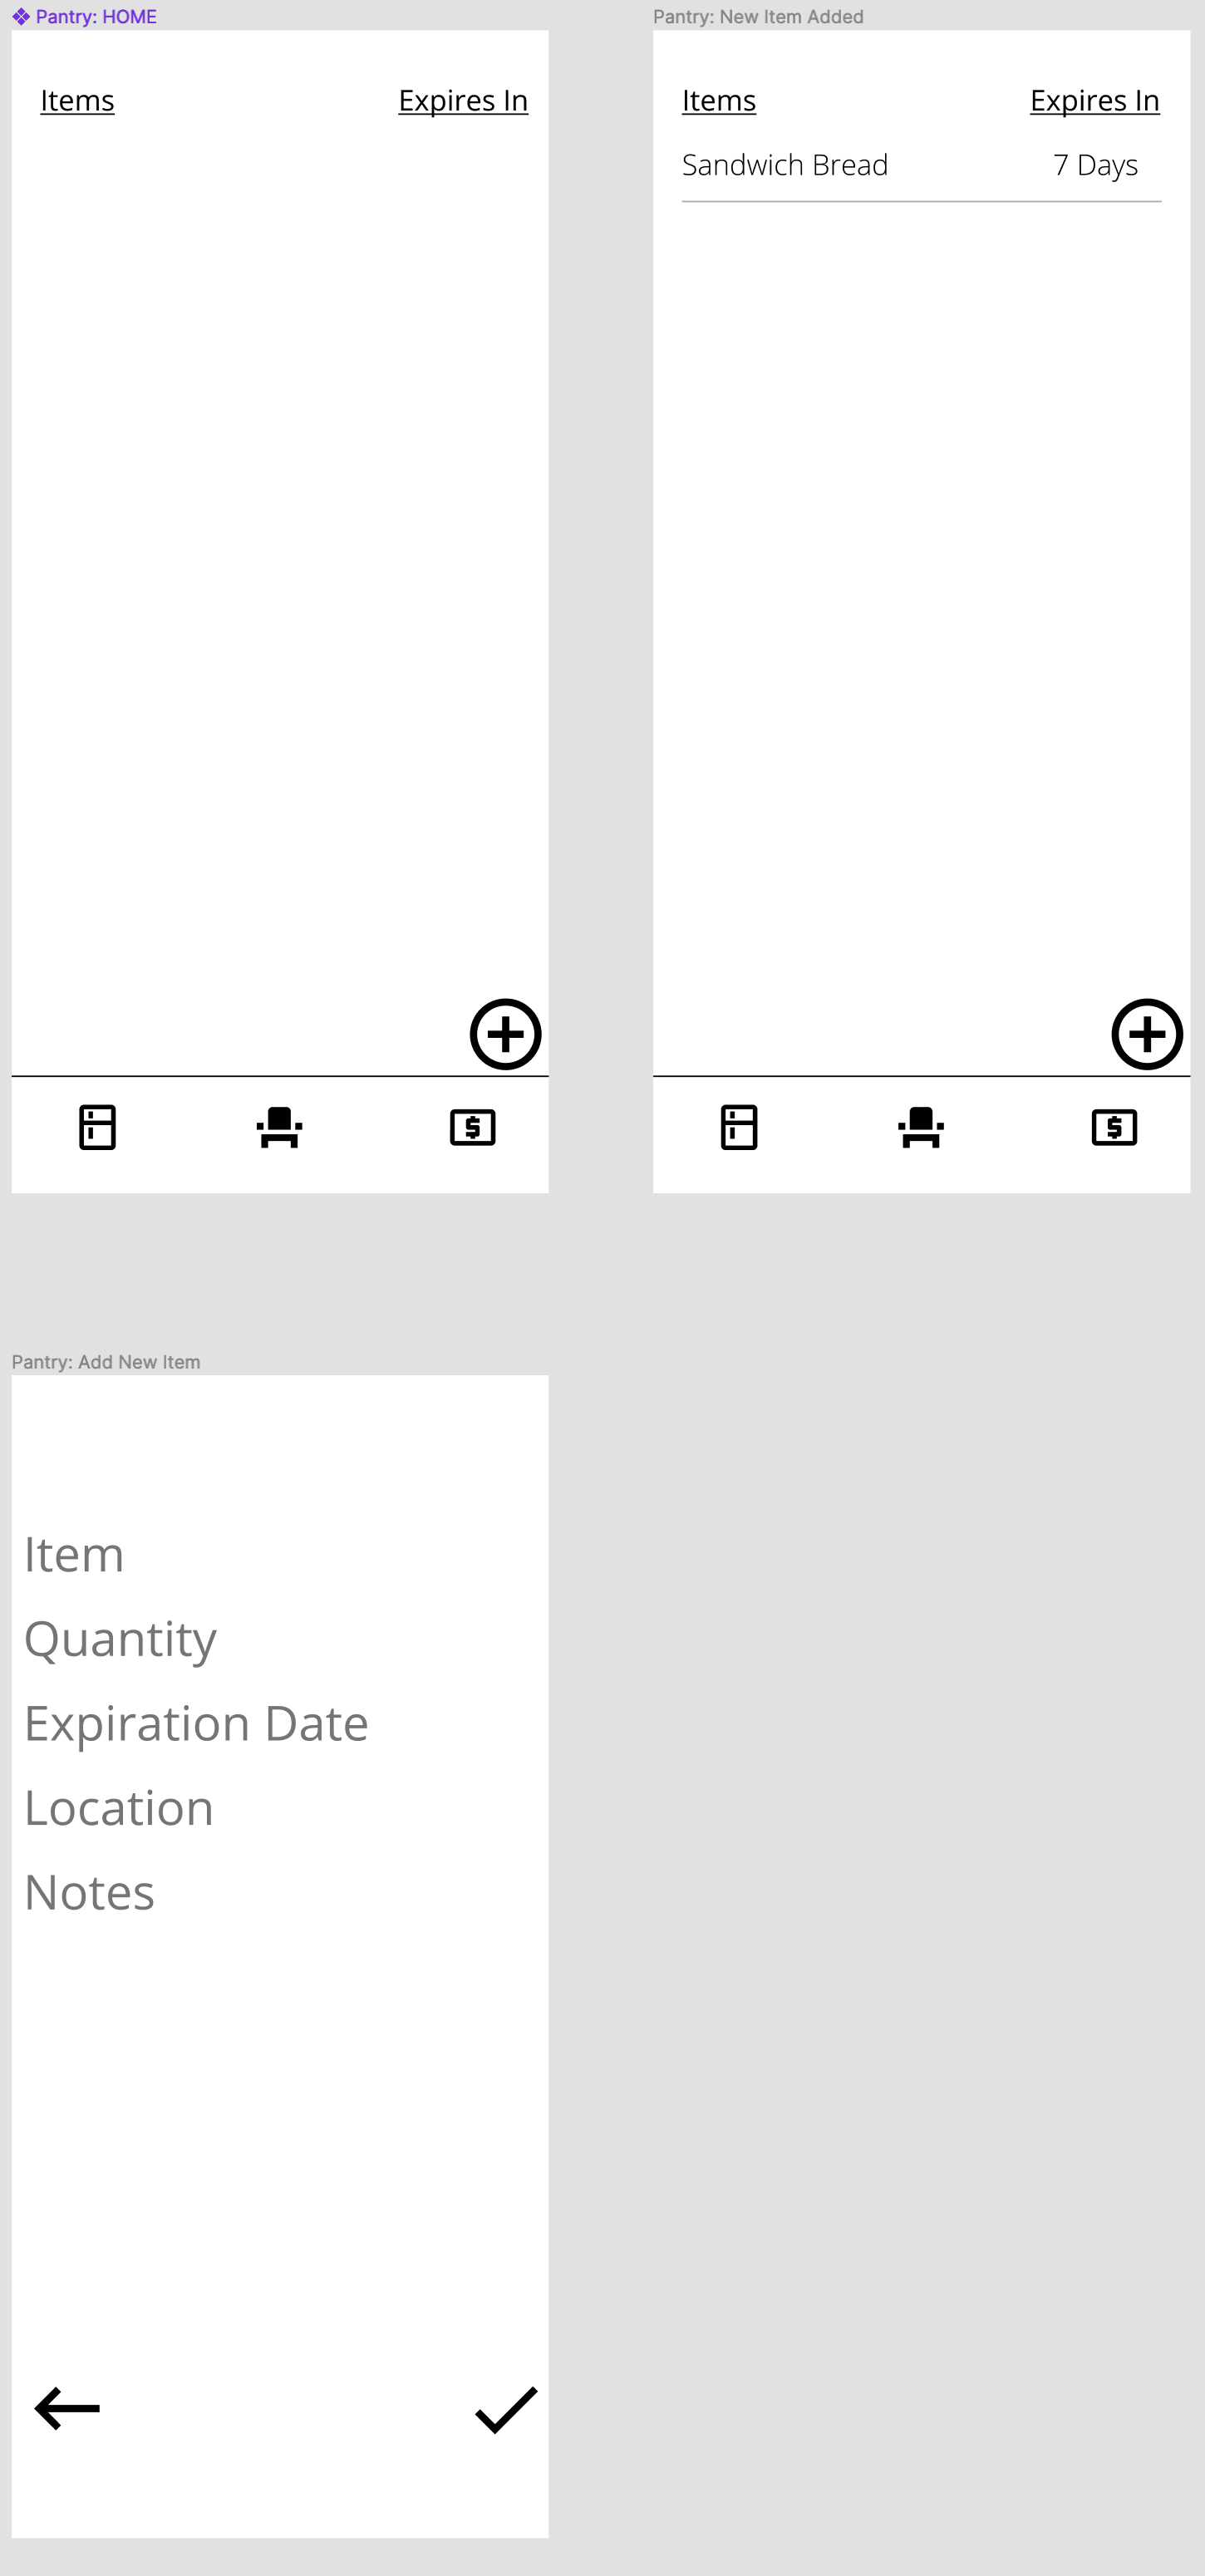 Pantry: HOME
Items Expires In
Pantry: New Item Added
Items Expires In
Sandwich Bread 7 Days
$
$
Pantry: Add New Item
Item
Quantity
Expiration Date
Location
Notes